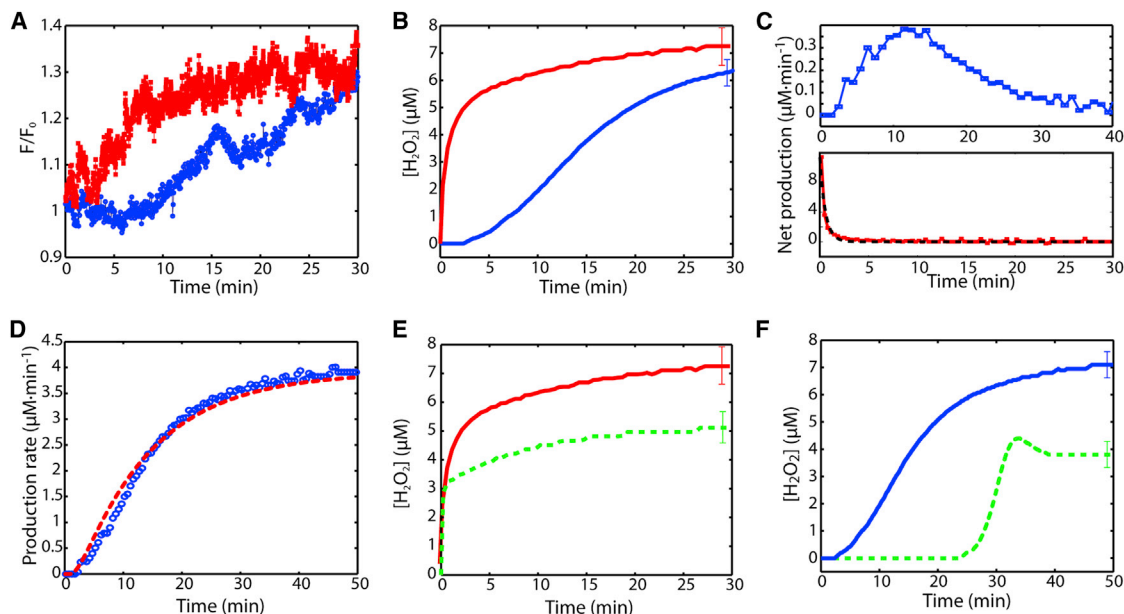 A
F/F0
1.4
1.3
1.2
1.1
1
0.9
0 5 10 15 20 25 30
Time (min)
B
[H2O2] (μM)
8
7
6
5
4
3
2
1
0
0 5 10 15 20 25 30
Time (min)
C
Net production (μM·min⁻¹)
0.3
0.2
0.1
0
0 10 20 30 40
8
4
0
0 5 10 15 20 25 30
Time (min)
D
Production rate (μM·min⁻¹)
4.5
4
3.5
3
2.5
2
1.5
1
0.5
0
0 10 20 30 40 50
Time (min)
E
[H2O2] (μM)
8
7
6
5
4
3
2
1
0
0 5 10 15 20 25 30
Time (min)
F
[H2O2] (μM)
8
7
6
5
4
3
2
1
0
0 10 20 30 40 50
Time (min)